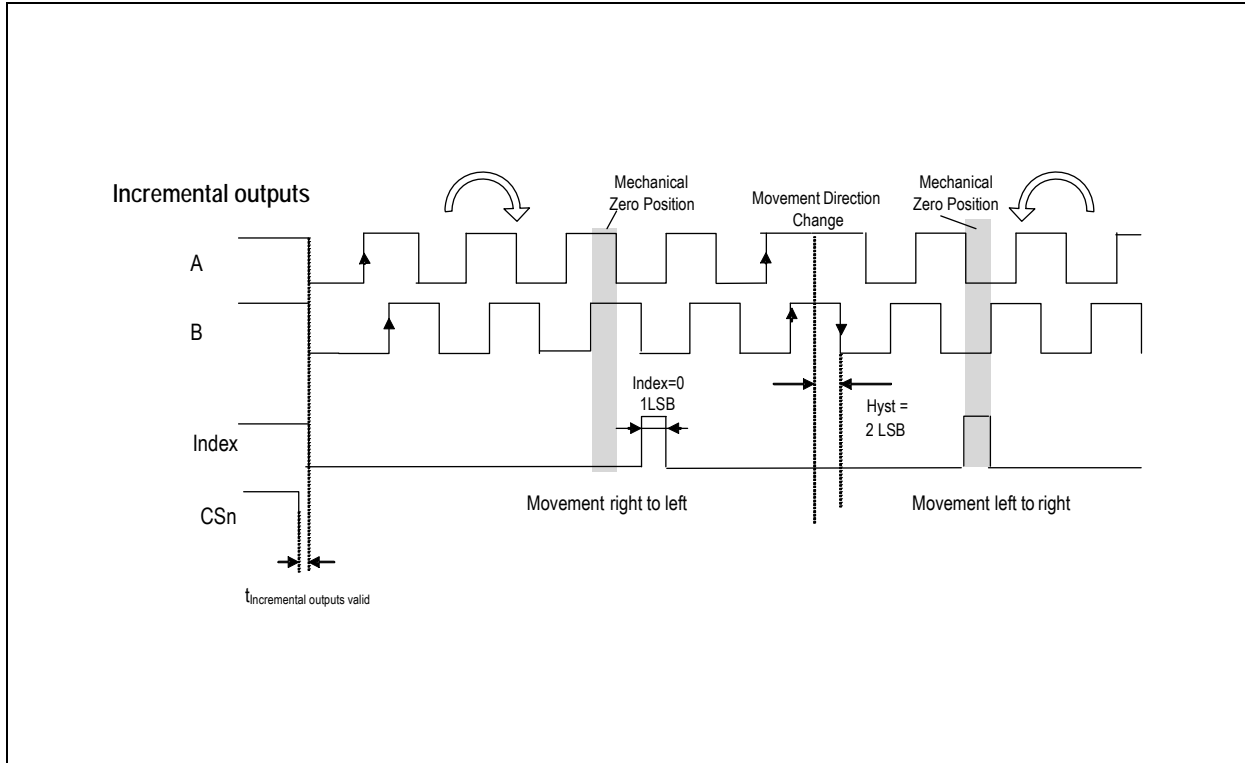 Incremental outputs
Mechanical
Zero Position
Movement Direction
Change
Mechanical
Zero Position
A
B
Index=0
1LSB
Hyst =
2 LSB
Index
Movement right to left
Movement left to right
CSn
tIncremental outputs valid